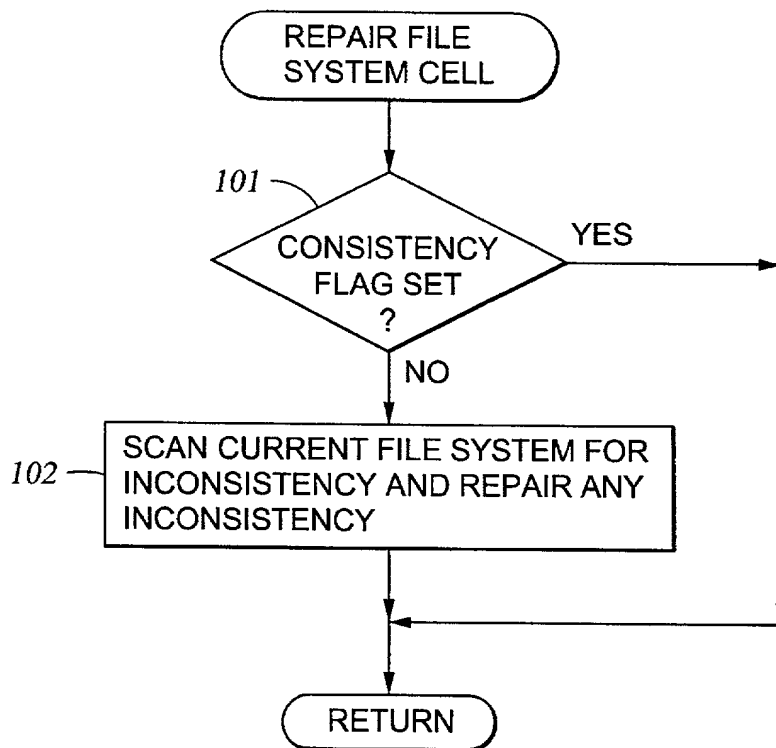 REPAIR FILE
SYSTEM CELL
101
CONSISTENCY
FLAG SET
?
YES
NO
102
SCAN CURRENT FILE SYSTEM FOR
INCONSISTENCY AND REPAIR ANY
INCONSISTENCY
RETURN